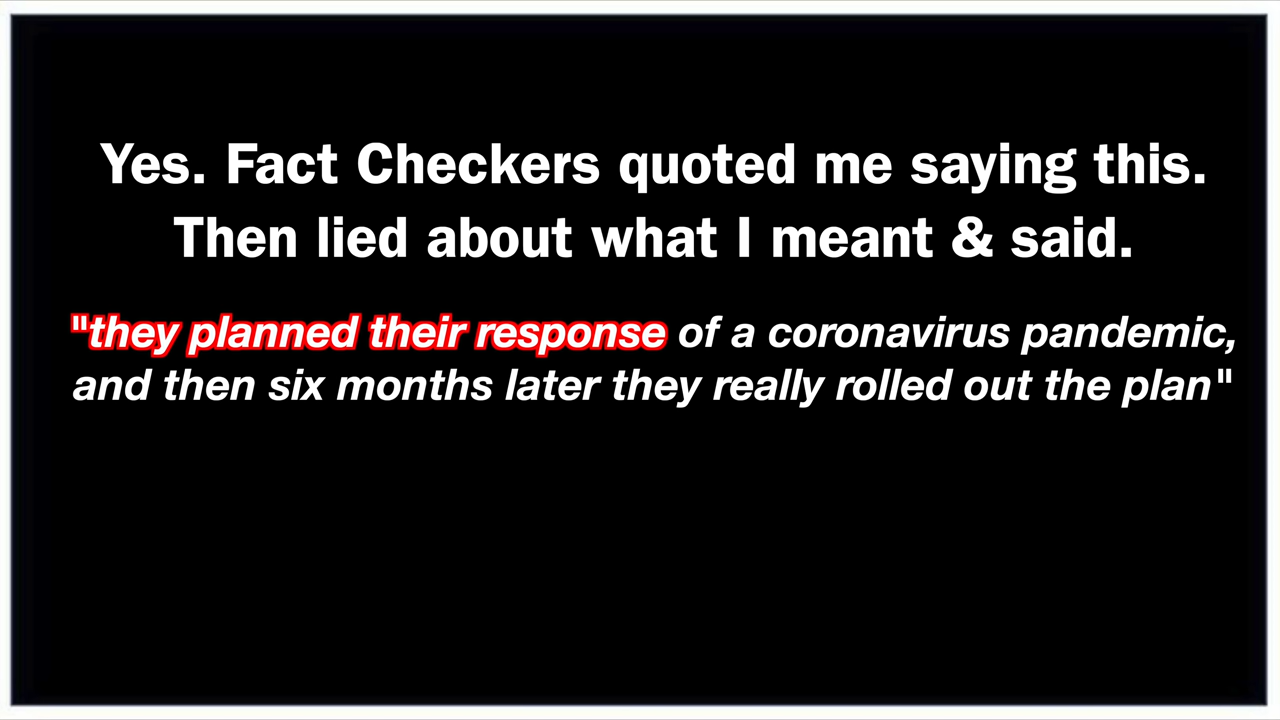 Yes. Fact Checkers quoted me saying this.
Then lied about what I meant & said.
"they planned their response of a coronavirus pandemic,
and then six months later they really rolled out the plan"